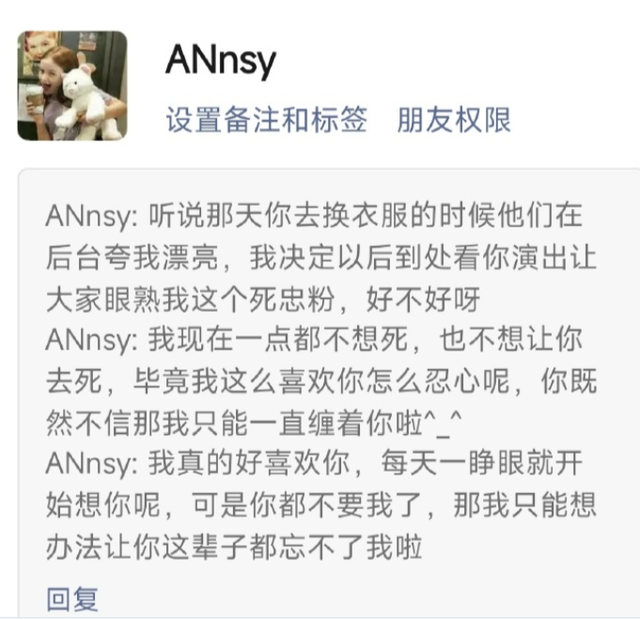 ANnsy
设置备注和标签 朋友权限
ANnsy: 听说那天你去换衣服的时候他们在
后台夸我漂亮，我决定以后到处看你演出让
大家眼熟我这个死忠粉，好不好呀
ANnsy: 我现在一点都不想死，也不想让你
去死，毕竟我这么喜欢你怎么忍心呢，你既
然不信那我只能一直缠着你啦^_^
ANnsy: 我真的好喜欢你，每天一睁眼就开
始想你呢，可是你都不要我了，那我只能想
办法让你这辈子都忘不了我啦
回复